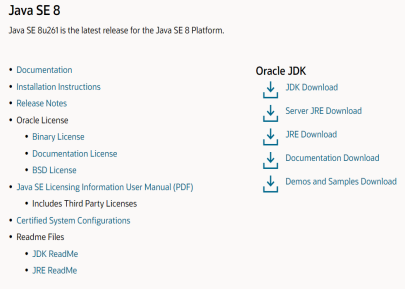 Java SE 8
Java SE 8u261 is the latest release for the Java SE 8 Platform.
Documentation
Installation Instructions
Release Notes
Oracle License
Binary License
Documentation License
BSD License
Java SE Licensing Information User Manual (PDF)
Includes Third Party Licenses
Certified System Configurations
Readme Files
JDK ReadMe
JRE ReadMe
Oracle JDK
JDK Download
Server JRE Download
JRE Download
Documentation Download
Demos and Samples Download